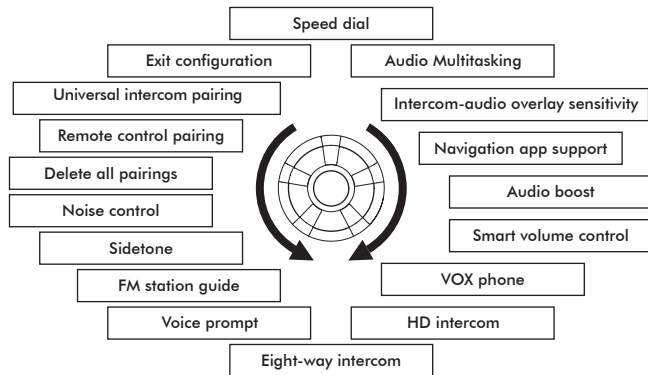 Speed dial
Exit configuration
Audio Multitasking
Universal intercom pairing
Intercom-audio overlay sensitivity
Remote control pairing
Navigation app support
Delete all pairings
Audio boost
Noise control
Smart volume control
Sidetone
VOX phone
FM station guide
Voice prompt
HD intercom
Eight-way intercom